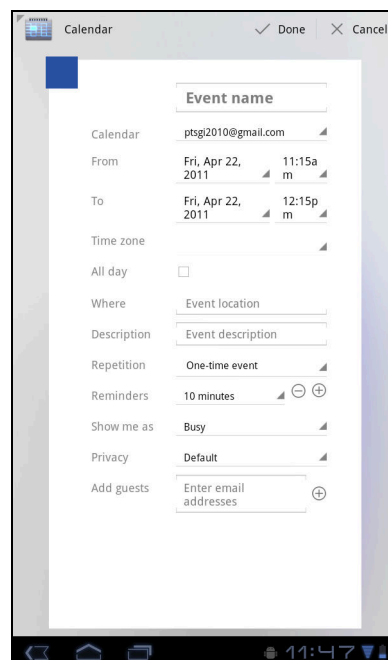 Calendar Done Cancel
Event name
Calendar ptsgi2010@gmail.com
From Fri, Apr 22, 11:15a
2011 m
To Fri, Apr 22, 12:15p
2011 m
Time zone
All day
Where Event location
Description Event description
Repetition One-time event
Reminders 10 minutes
Show me as Busy
Privacy Default
Add guests Enter email
addresses
11:47